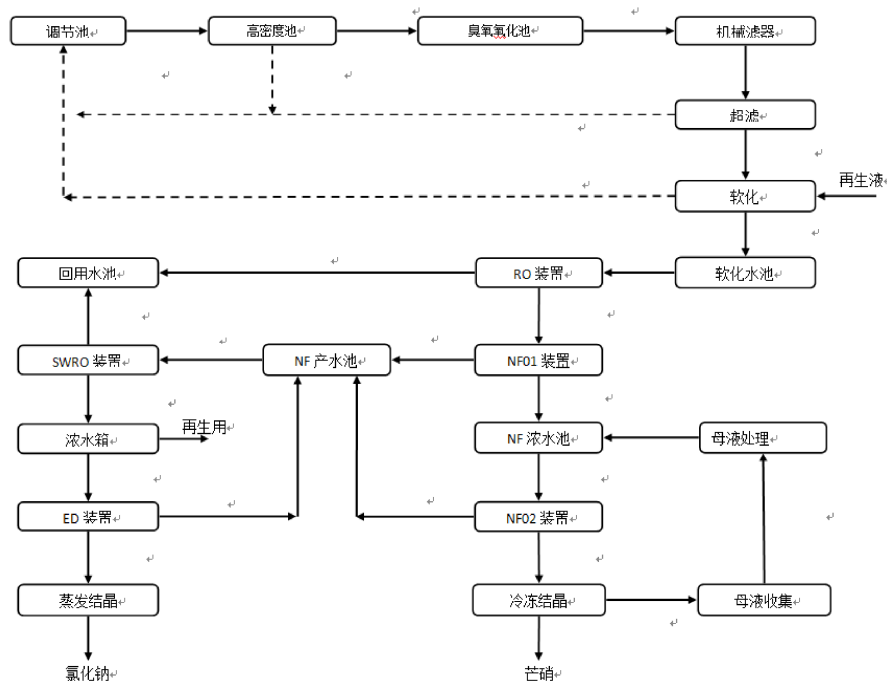 调节池
高密度池
臭氧氧化池
机械滤器
超滤
软化
再生液
回用水池
RO 装置
软化水池
SWRO 装置
NF 产水池
NF01 装置
浓水箱
再生用
NF 浓水池
母液处理
ED 装置
NF02 装置
蒸发结晶
冷冻结晶
母液收集
氯化钠
芒硝